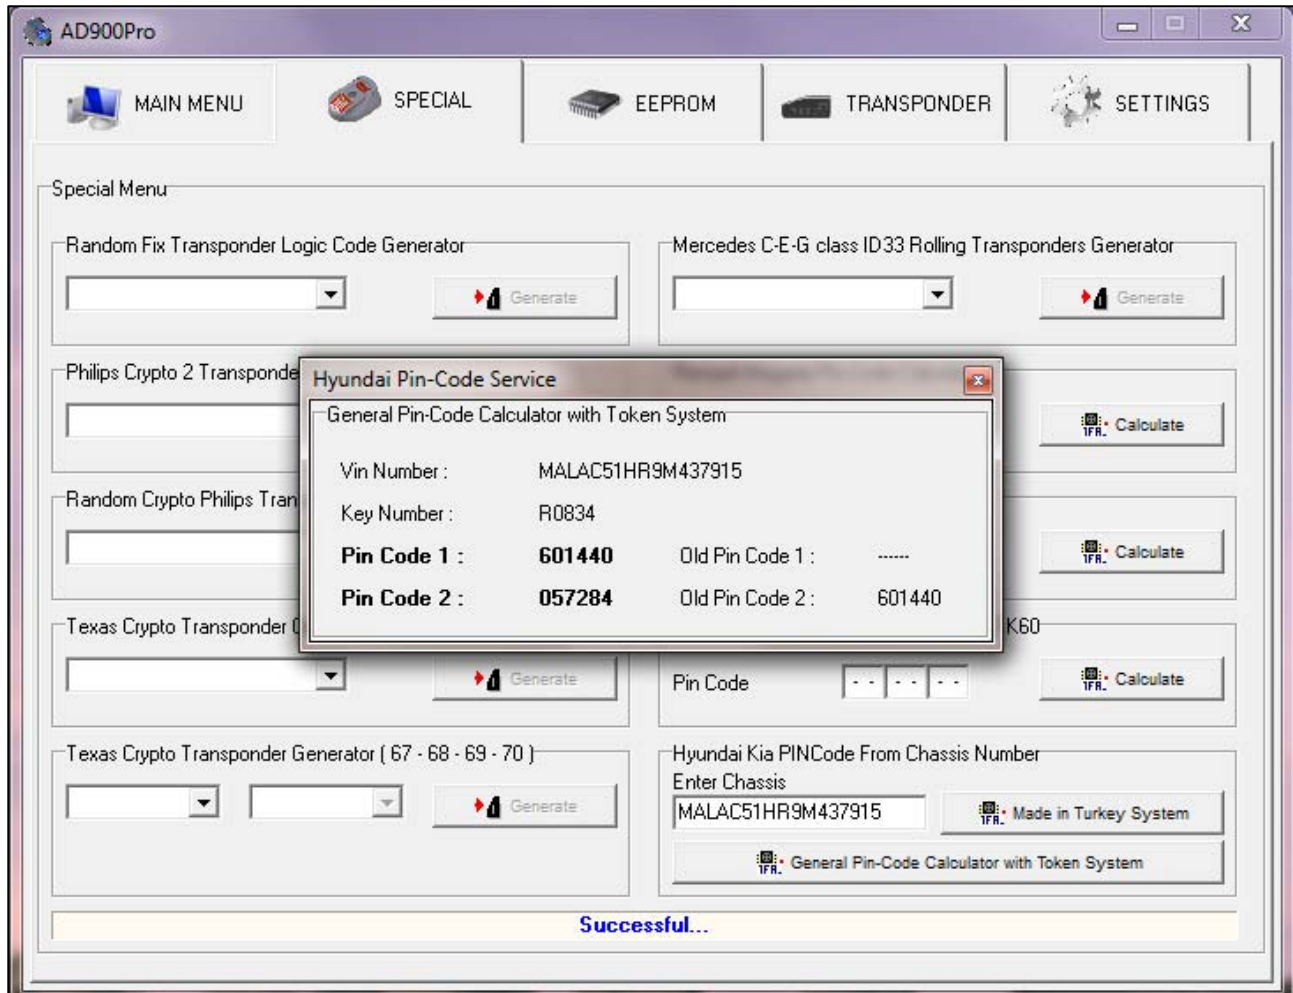 AD900Pro
MAIN MENU
SPECIAL
EEPROM
TRANSPONDER
SETTINGS
Special Menu
Random Fix Transponder Logic Code Generator
Generate
Mercedes C-E-G class ID33 Rolling Transponders Generator
Generate
Philips Crypto 2
Calculate
Hyundai Pin-Code Service
General Pin-Code Calculator with Token System
Vin Number : MALAC51HR9M437915
Key Number : R0834
Pin Code 1 : 601440 Old Pin Code 1 : ------
Pin Code 2 : 057284 Old Pin Code 2 : 601440
Random Crypto Philips
Calculate
Texas Crypto Transponder
Generate
K60
Pin Code - - - - - -
Calculate
Texas Crypto Transponder Generator ( 67 - 68 - 69 - 70 )
Generate
Hyundai Kia PINCode From Chassis Number
Enter Chassis
MALAC51HR9M437915
Made in Turkey System
General Pin-Code Calculator with Token System
Successful...